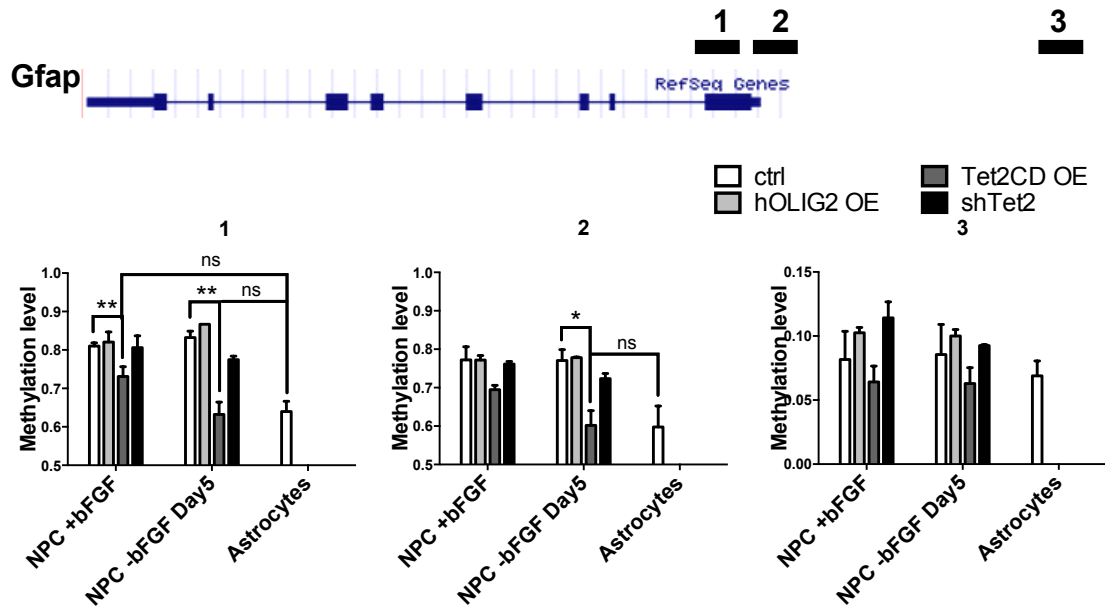 1 2 3
Gfap
RefSeq Genes
ctrl Tet2CD OE
hOLIG2 OE shTet2
1
Methylation level
1.0
0.9
0.8
0.7
0.6
0.5
**
ns
**
ns
NPC +bFGF
NPC -bFGF Day5
Astrocytes
2
Methylation level
1.0
0.9
0.8
0.7
0.6
0.5
*
ns
NPC +bFGF
NPC -bFGF Day5
Astrocytes
3
Methylation level
0.15
0.10
0.05
0.00
NPC +bFGF
NPC -bFGF Day5
Astrocytes